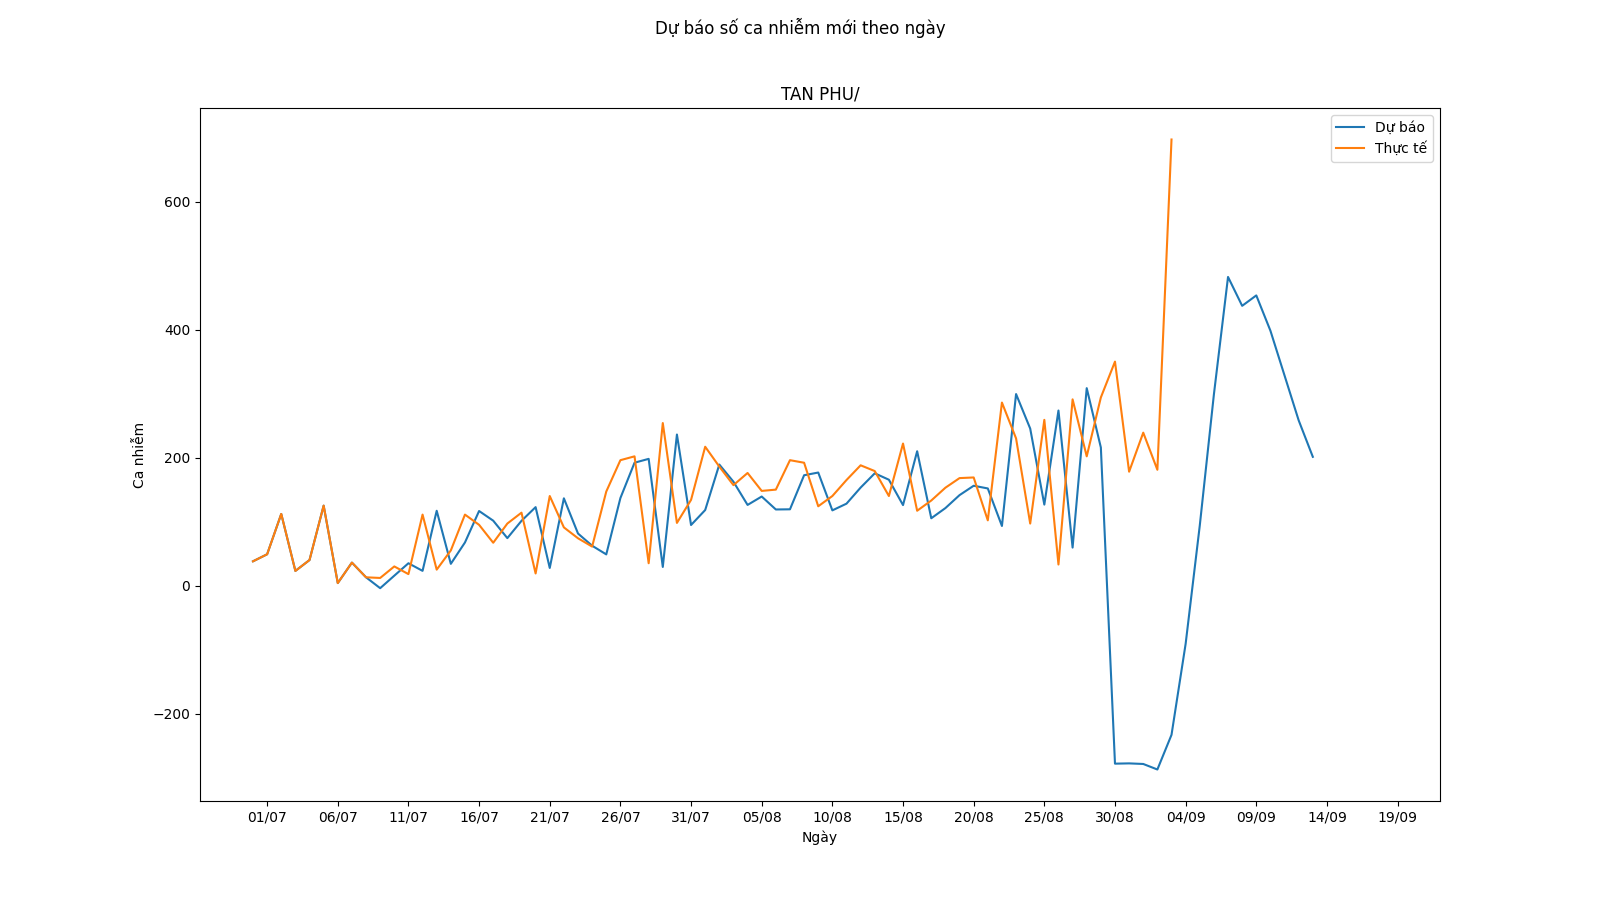 Dự báo số ca nhiễm mới theo ngày
TAN PHU/
Dự báo
Thực tế
600
400
200
0
−200
Ca nhiễm
01/07 06/07 11/07 16/07 21/07 26/07 31/07 05/08 10/08 15/08 20/08 25/08 30/08 04/09 09/09 14/09 19/09
Ngày